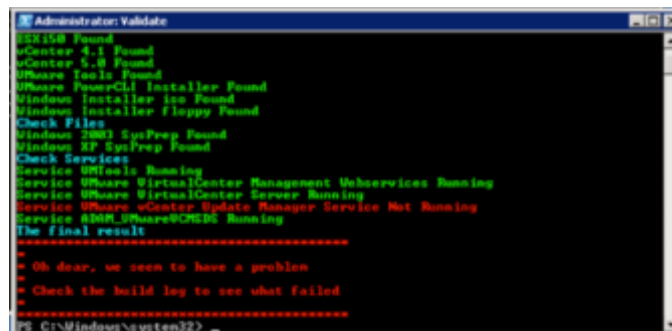 Administrator: Validate
ESXi50 Found
vCenter 4.1 Found
vCenter 5.0 Found
VMware Tools Found
VMware PowerCLI Installer Found
Windows Installer iso Found
Windows Installer floppy Found
Check Files
Windows 2003 SysPrep Found
Windows XP SysPrep Found
Check Services
Service VMTools Running
Service VMware VirtualCenter Management Webservices Running
Service VMware VirtualCenter Server Running
Service VMware vCenter Update Manager Service Not Running
Service ADAM_VMwareVCMSDS Running
The final result
*
* Oh dear, we seem to have a problem
*
* Check the build log to see what failed
*
PS C:\Windows\system32> _